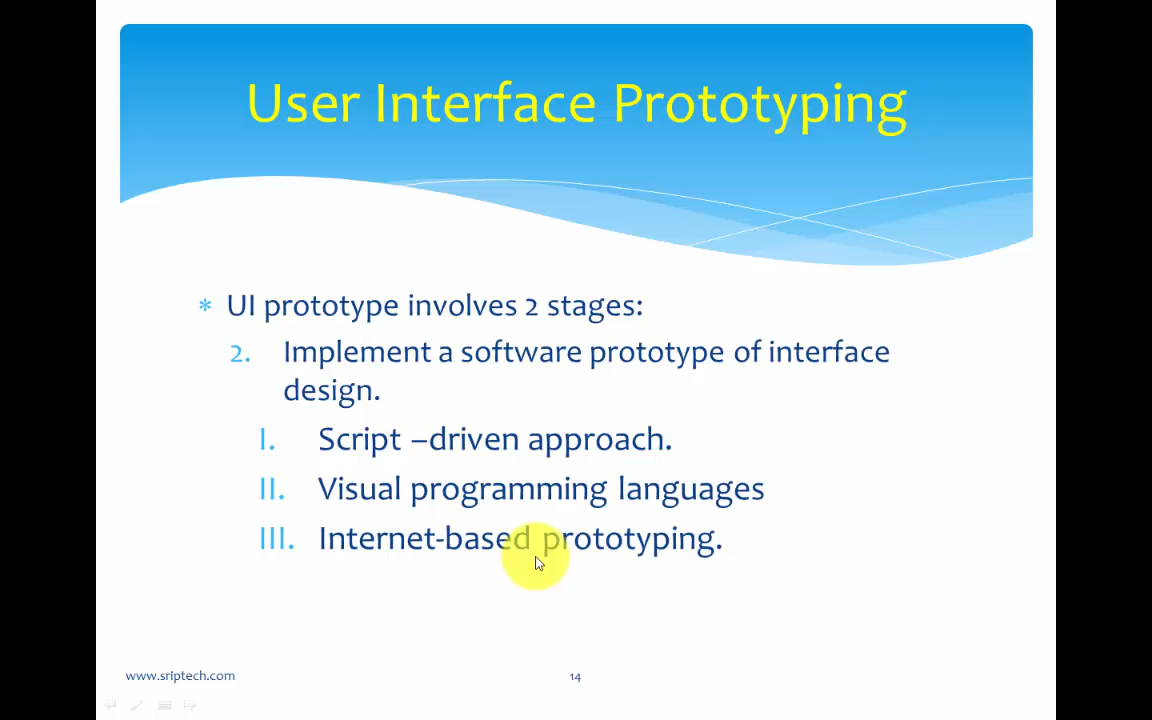 User Interface Prototyping
* UI prototype involves 2 stages:
2. Implement a software prototype of interface
design.
I. Script –driven approach.
II. Visual programming languages
III. Internet-based prototyping.
www.sriptech.com
14